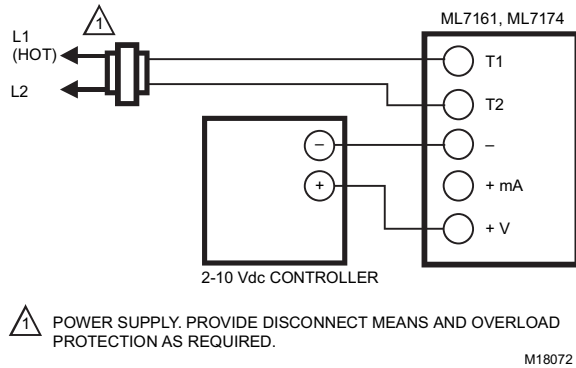 ML7161, ML7174
1
L1
(HOT)
L2
T1
T2
–
–
+ mA
+
+ V
2-10 Vdc CONTROLLER
1 POWER SUPPLY. PROVIDE DISCONNECT MEANS AND OVERLOAD
PROTECTION AS REQUIRED.
M18072